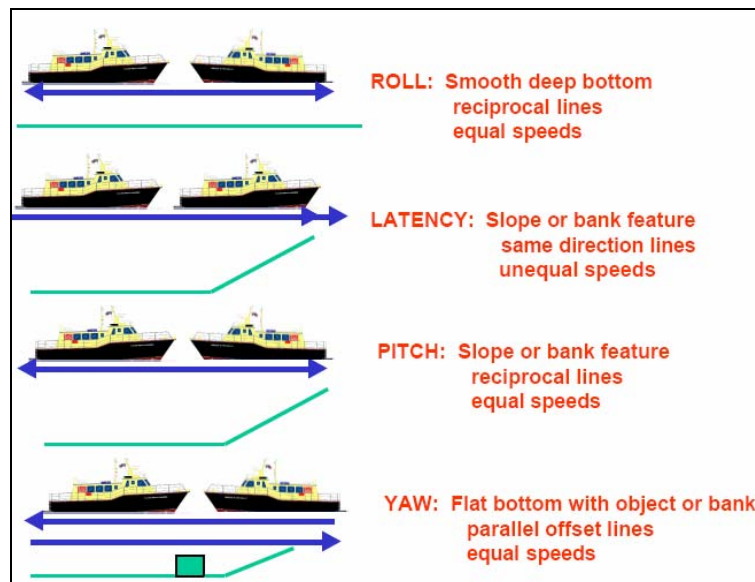 ROLL: Smooth deep bottom
reciprocal lines
equal speeds
LATENCY: Slope or bank feature
same direction lines
unequal speeds
PITCH: Slope or bank feature
reciprocal lines
equal speeds
YAW: Flat bottom with object or bank
parallel offset lines
equal speeds